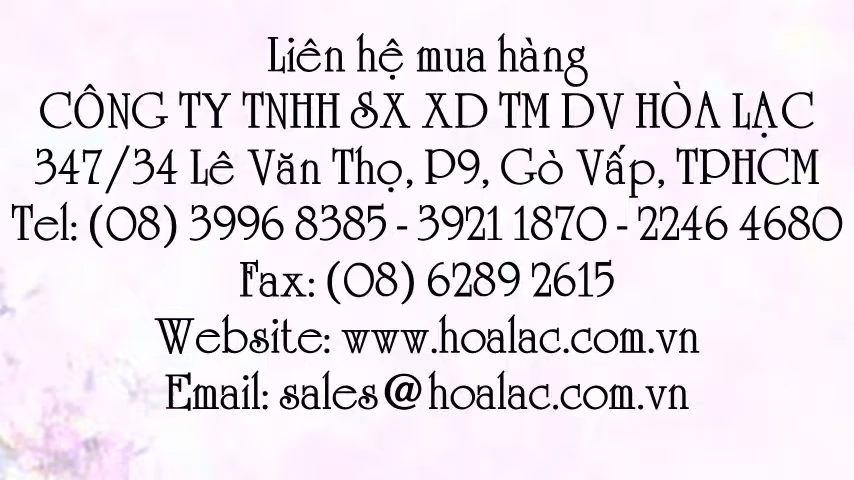 Liên hệ mua hàng
CÔNG TY TNHH SX XD TM DV HÒA LẠC
347/34 Lê Văn Thọ, P9, Gò Vấp, TPHCM
Tel: (08) 3996 8385 - 3921 1870 - 2246 4680
Fax: (08) 6289 2615
Website: www.hoalac.com.vn
Email: sales@hoalac.com.vn